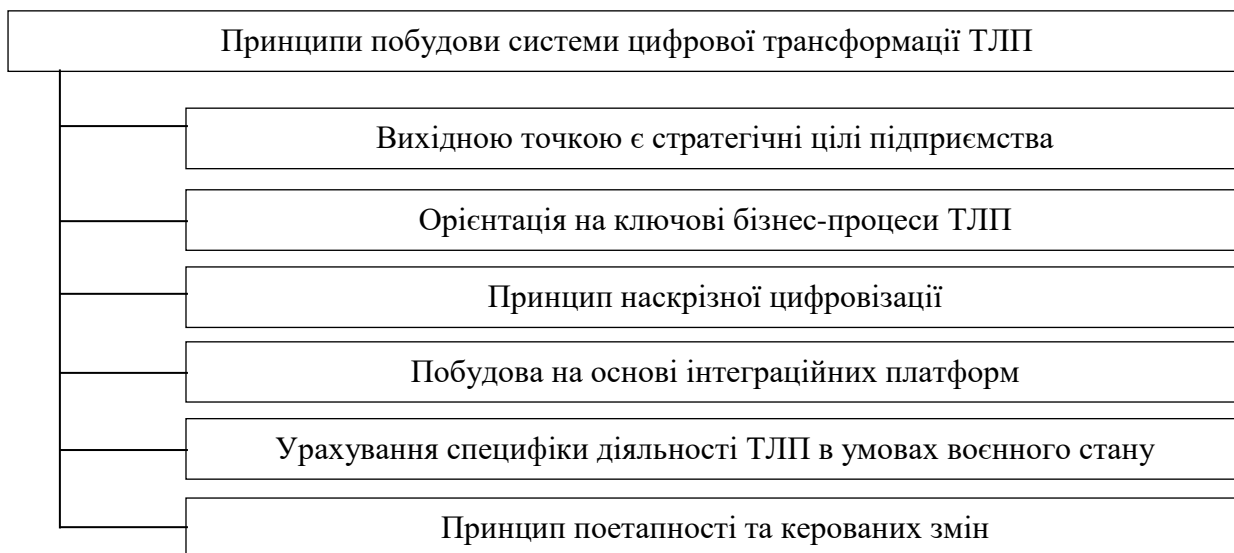 Принципи побудови системи цифрової трансформації ТЛП
Вихідною точкою є стратегічні цілі підприємства
Орієнтація на ключові бізнес-процеси ТЛП
Принцип наскрізної цифровізації
Побудова на основі інтеграційних платформ
Урахування специфіки діяльності ТЛП в умовах воєнного стану
Принцип поетапності та керованих змін